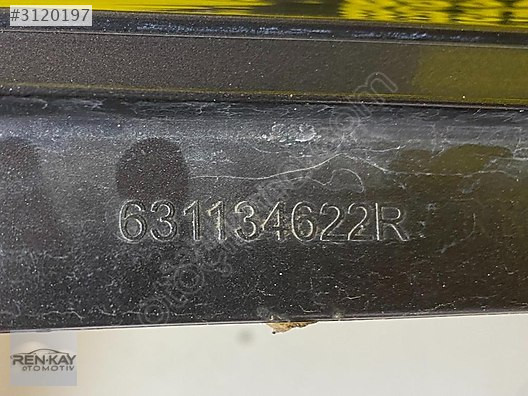 #3120197
631134622R
REN-KAY
OTOMOTİV